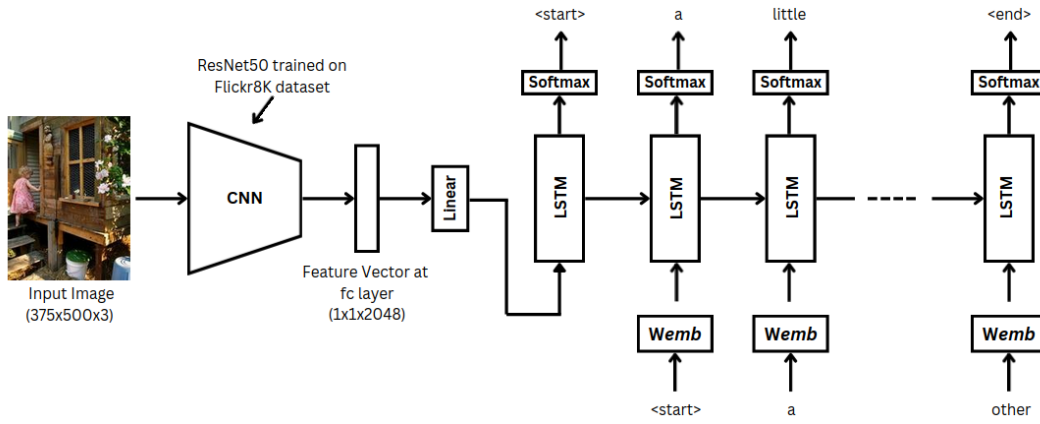 <start> a little <end>
ResNet50 trained on
Flickr8K dataset
Softmax Softmax Softmax Softmax
CNN
Linear
LSTM LSTM LSTM LSTM
Feature Vector at
fc layer
(1x1x2048)
Input Image
(375x500x3)
Wemb Wemb Wemb
<start> a other